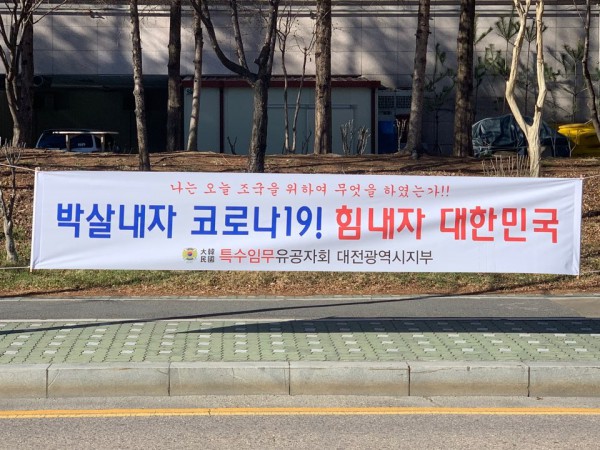 나는 오늘 조국을 위하여 무엇을 하였는가!!
박살내자 코로나19! 힘내자 대한민국
大韓民國 특수임무유공자회 대전광역시지부